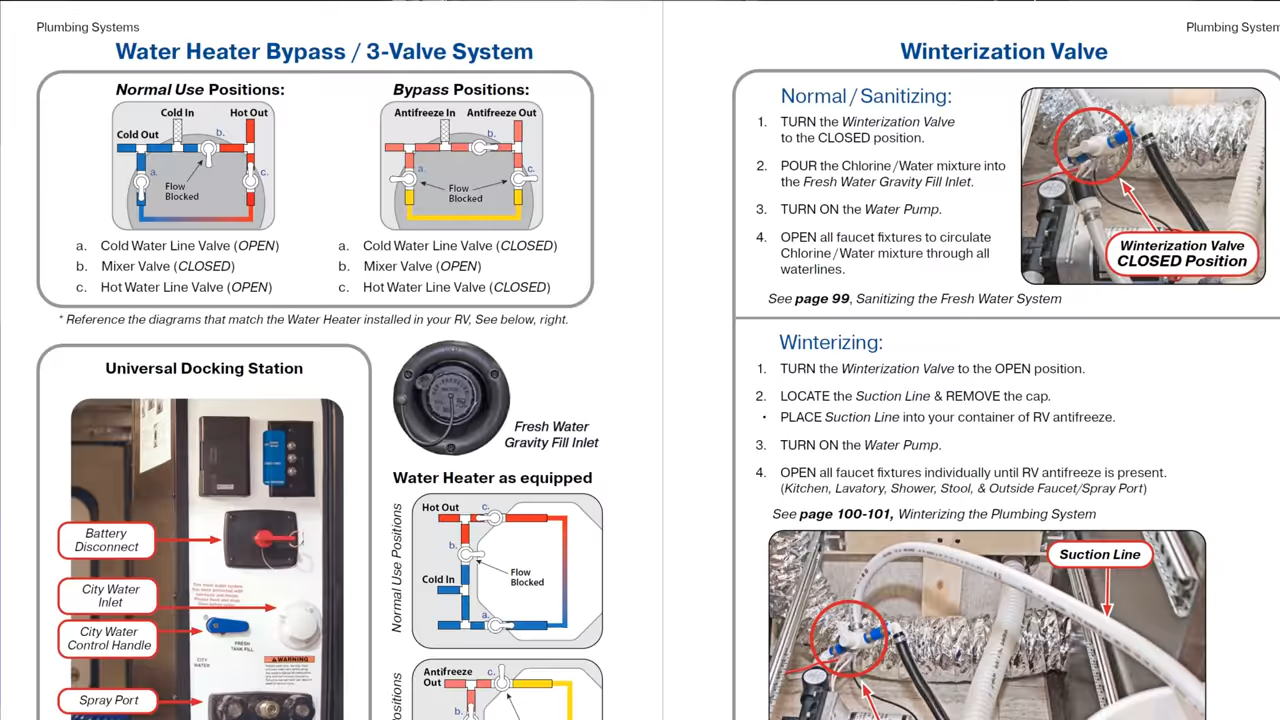 Plumbing Systems
Water Heater Bypass / 3-Valve System
Normal Use Positions:
Cold In
Hot Out
Cold Out
b.
a.
c.
Flow
Blocked
Bypass Positions:
Antifreeze In
Antifreeze Out
b.
a.
c.
Flow
Blocked
a. Cold Water Line Valve (OPEN)
b. Mixer Valve (CLOSED)
c. Hot Water Line Valve (OPEN)
a. Cold Water Line Valve (CLOSED)
b. Mixer Valve (OPEN)
c. Hot Water Line Valve (CLOSED)
* Reference the diagrams that match the Water Heater installed in your RV, See below, right.
Universal Docking Station
Battery
Disconnect
City Water
Inlet
City Water
Control Handle
Spray Port
FRESH
TANK FILL
CITY
WATER
WARNING
Fresh Water
Gravity Fill Inlet
Water Heater as equipped
Normal Use Positions
Hot Out
c.
b.
Flow
Blocked
Cold In
a.
Antifreeze
Out
c.
b.
ositions
Plumbing System
Winterization Valve
Normal / Sanitizing:
1. TURN the Winterization Valve
to the CLOSED position.
2. POUR the Chlorine / Water mixture into
the Fresh Water Gravity Fill Inlet.
3. TURN ON the Water Pump.
4. OPEN all faucet fixtures to circulate
Chlorine / Water mixture through all
waterlines.
See page 99, Sanitizing the Fresh Water System
Winterization Valve
CLOSED Position
Winterizing:
1. TURN the Winterization Valve to the OPEN position.
2. LOCATE the Suction Line & REMOVE the cap.
• PLACE Suction Line into your container of RV antifreeze.
3. TURN ON the Water Pump.
4. OPEN all faucet fixtures individually until RV antifreeze is present.
(Kitchen, Lavatory, Shower, Stool, & Outside Faucet/Spray Port)
See page 100-101, Winterizing the Plumbing System
Suction Line